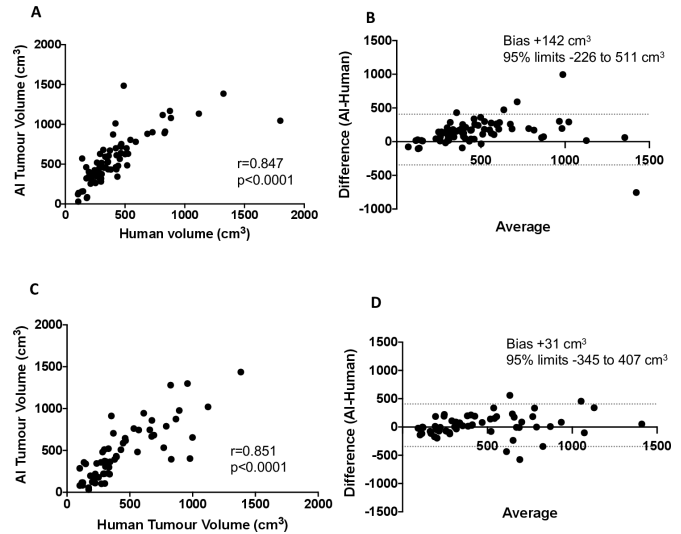 A
AI Tumour Volume (cm3)
2000
1500
1000
500
0
0 500 1000 1500 2000
Human volume (cm3)
r=0.847
p<0.0001
B
Difference (AI-Human)
1500
1000
500
-500
-1000
500 1000 1500
Average
Bias +142 cm3
95% limits -226 to 511 cm3
C
AI Tumour Volume (cm3)
2000
1500
1000
500
0
0 500 1000 1500 2000
Human Tumour Volume (cm3)
r=0.851
p<0.0001
D
Difference (AI-Human)
1500
1000
500
0
-500
-1000
-1500
500 1000 1500
Average
Bias +31 cm3
95% limits -345 to 407 cm3